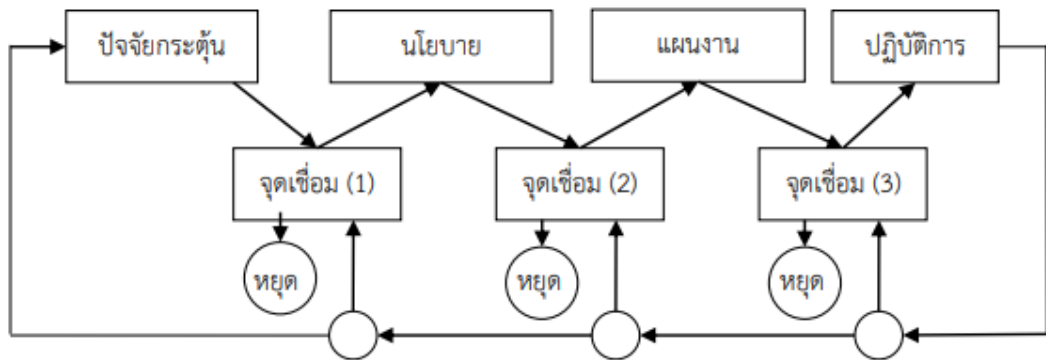 ปัจจัยกระตุ้น
นโยบาย
แผนงาน
ปฏิบัติการ
จุดเชื่อม (1)
จุดเชื่อม (2)
จุดเชื่อม (3)
หยุด
หยุด
หยุด